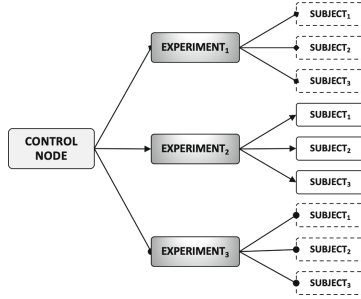 CONTROL
NODE
EXPERIMENT₁
SUBJECT₁
SUBJECT₂
SUBJECT₃
EXPERIMENT₂
SUBJECT₁
SUBJECT₂
SUBJECT₃
EXPERIMENT₃
SUBJECT₁
SUBJECT₂
SUBJECT₃